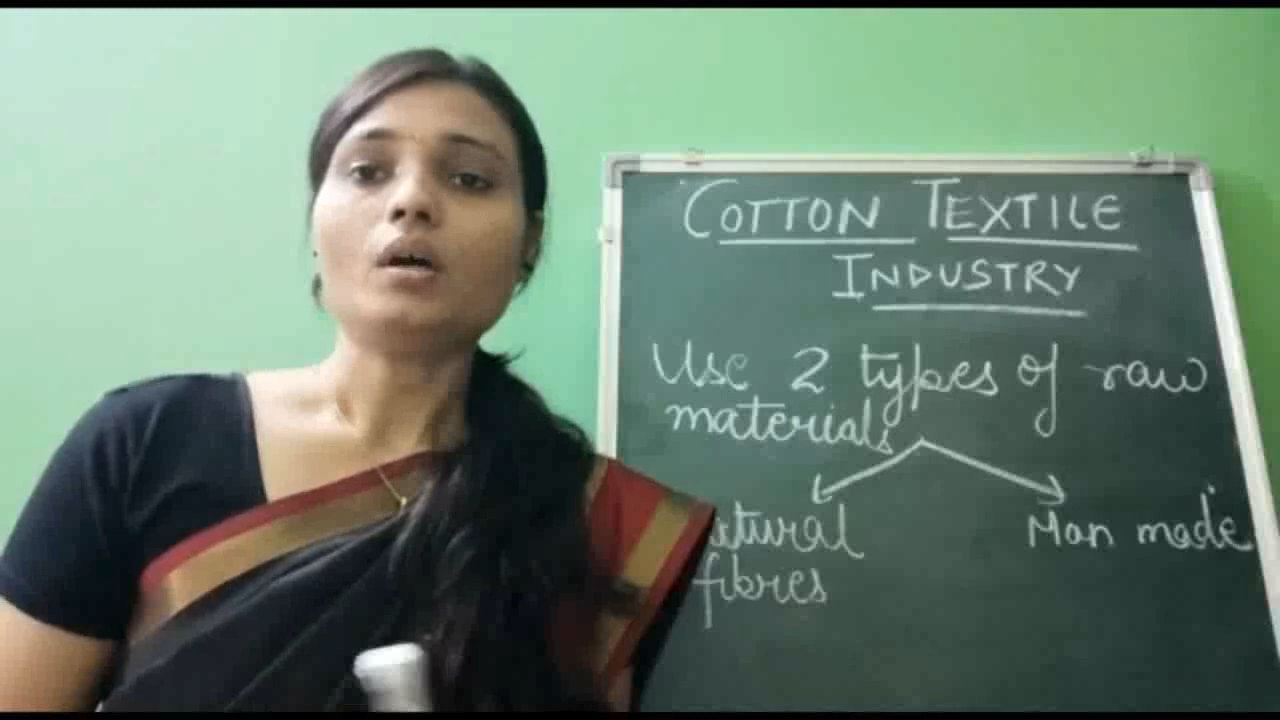 COTTON TEXTILE
INDUSTRY
Use 2 types of raw
materials
Man made
fibres